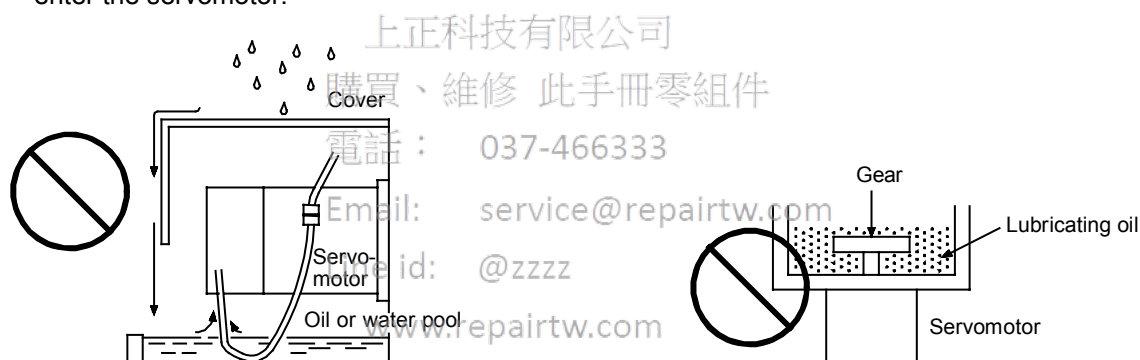 enter the servomotor.
上正科技有限公司
購買、維修 此手冊零組件
Cover
電話： 037-466333
Gear
Email: service@repairtw.com
Lubricating oil
Servo-
motor
Line id: @zzzz
Oil or water pool
www.repairtw.com
Servomotor